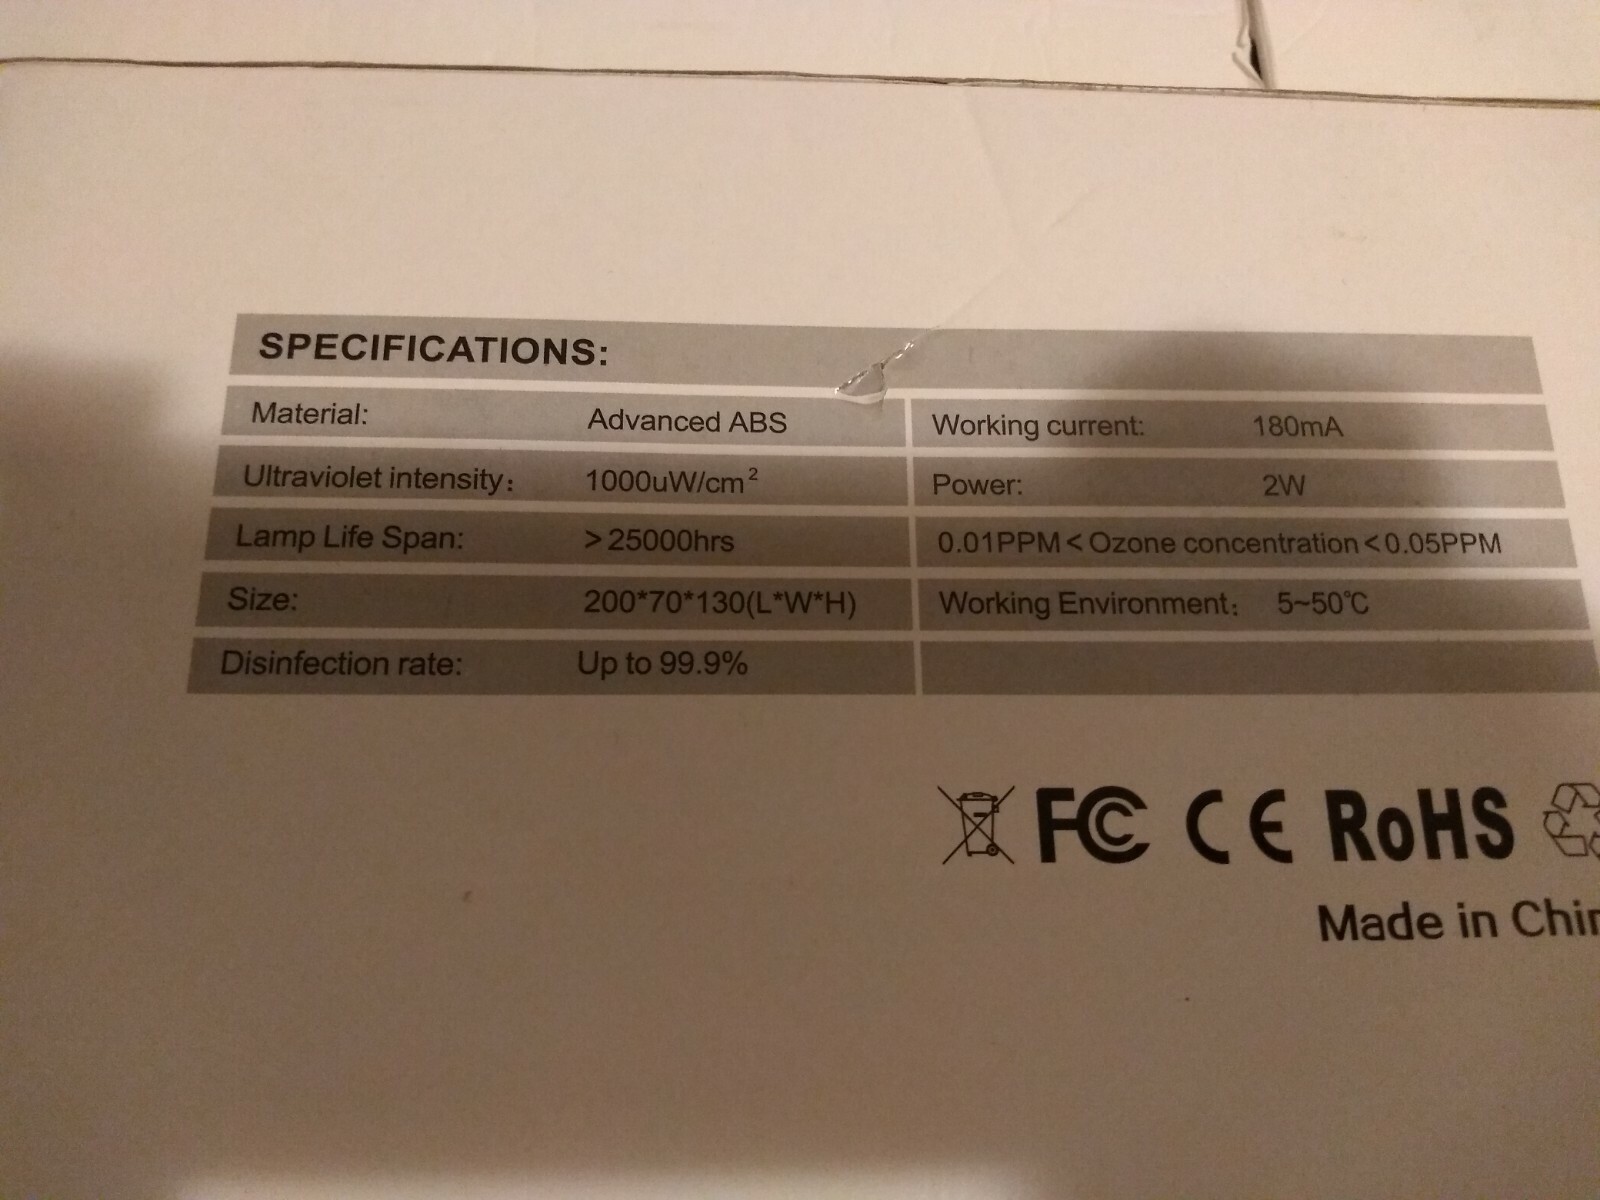 SPECIFICATIONS:
Material: Advanced ABS Working current: 180mA
Ultraviolet intensity: 1000uW/cm² Power: 2W
Lamp Life Span: >25000hrs 0.01PPM<Ozone concentration<0.05PPM
Size: 200*70*130(L*W*H) Working Environment: 5~50℃
Disinfection rate: Up to 99.9%
FC CE RoHS
Made in Chin